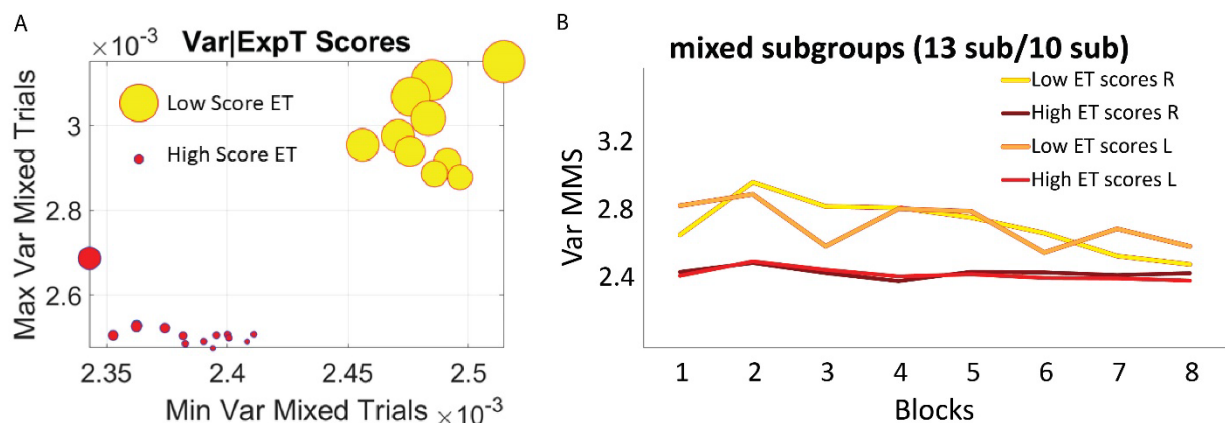 A
×10⁻³
Var|ExpT Scores
Low Score ET
High Score ET
Max Var Mixed Trials
3
2.8
2.6
2.35 2.4 2.45 2.5
Min Var Mixed Trials ×10⁻³
B
mixed subgroups (13 sub/10 sub)
Low ET scores R
High ET scores R
Low ET scores L
High ET scores L
Var MMS
3.2
2.8
2.4
1 2 3 4 5 6 7 8
Blocks